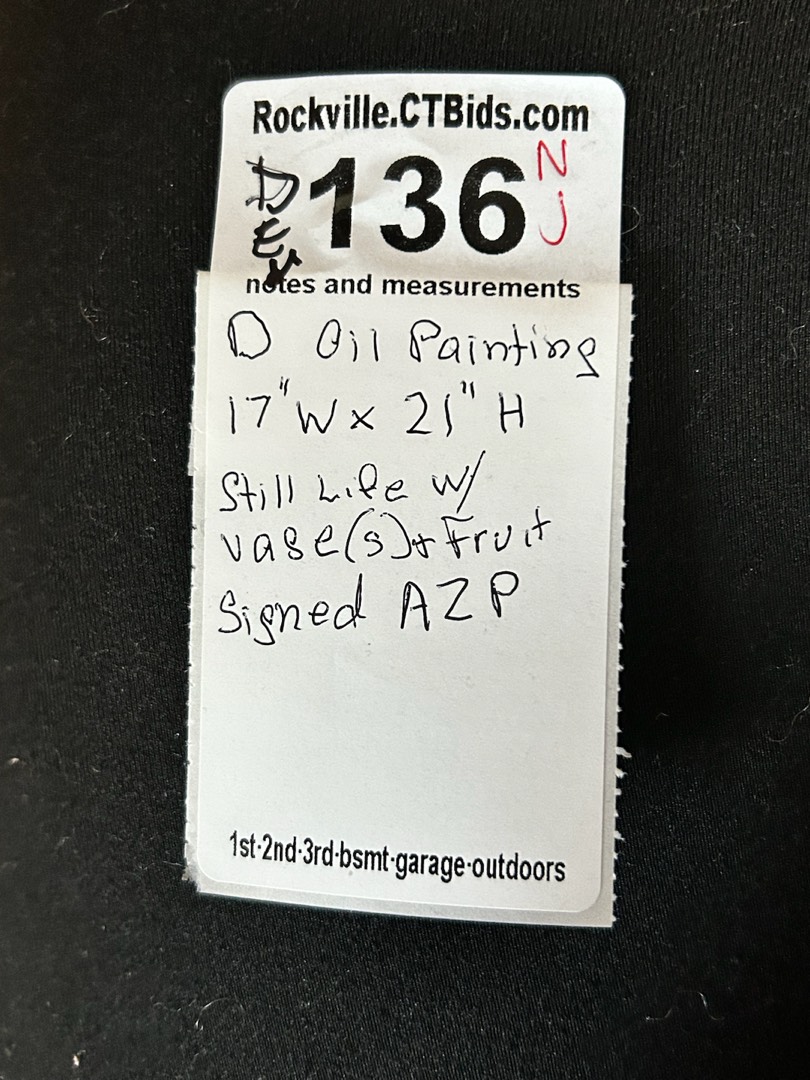 Rockville.CTBids.com
136
N
J
notes and measurements
D Oil Painting
17"W x 21" H
Still Life w/
vase(s)+Fruit
Signed AZP
1st·2nd·3rd·bsmt·garage·outdoors